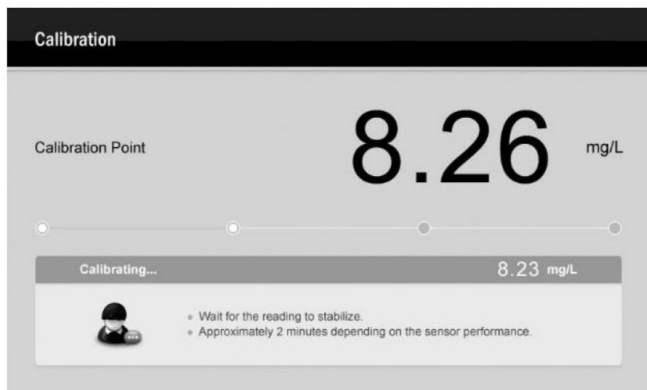 Calibration
Calibration Point 8.26 mg/L
Calibrating... 8.23 mg/L
Wait for the reading to stabilize.
Approximately 2 minutes depending on the sensor performance.